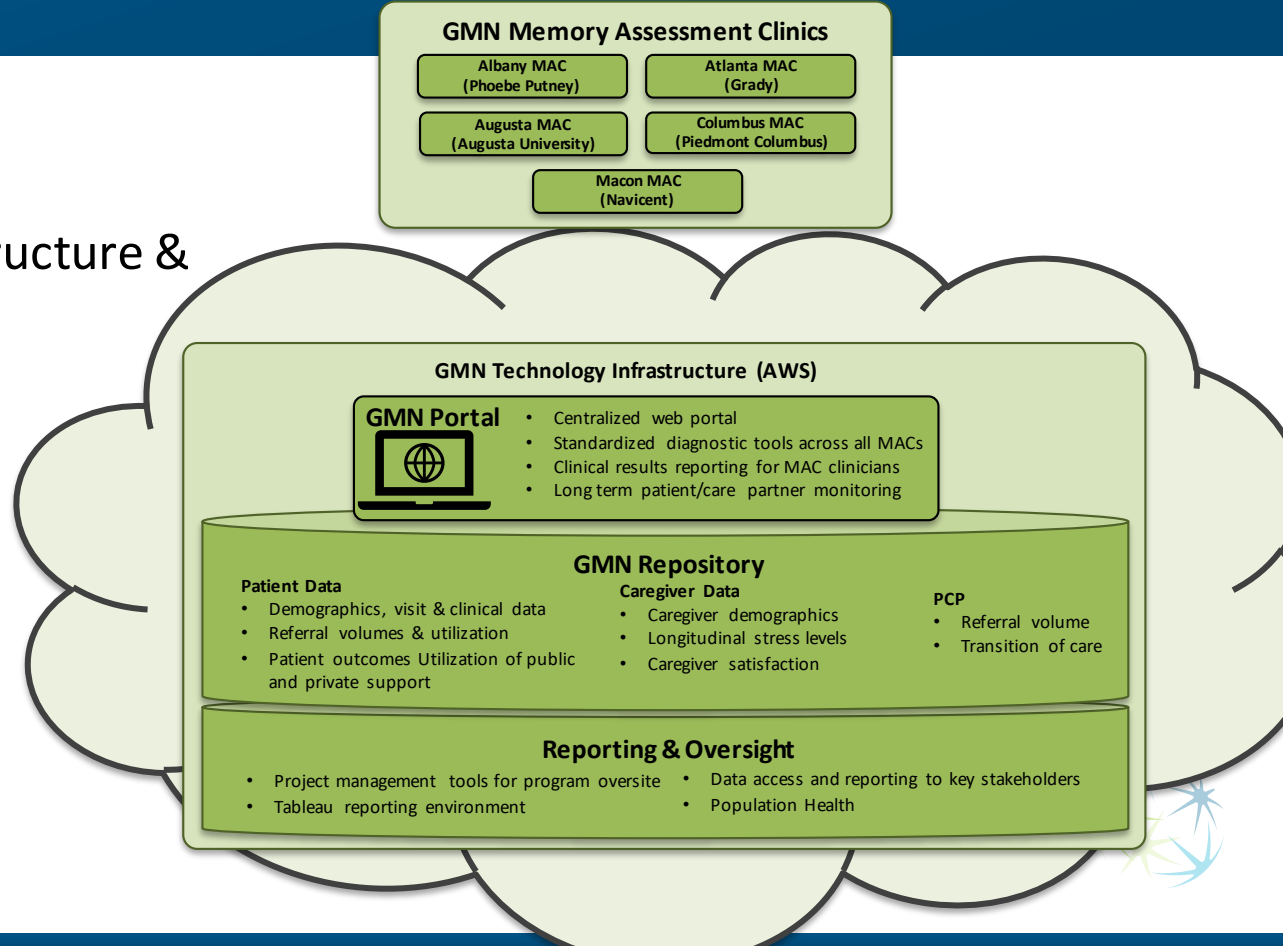 GMN Memory Assessment Clinics
Albany MAC
(Phoebe Putney)
Atlanta MAC
(Grady)
Augusta MAC
(Augusta University)
Columbus MAC
(Piedmont Columbus)
Macon MAC
(Navicent)
ructure &
GMN Technology Infrastructure (AWS)
GMN Portal
• Centralized web portal
• Standardized diagnostic tools across all MACs
• Clinical results reporting for MAC clinicians
• Long term patient/care partner monitoring
GMN Repository
Patient Data
• Demographics, visit & clinical data
• Referral volumes & utilization
• Patient outcomes Utilization of public
and private support
Caregiver Data
• Caregiver demographics
• Longitudinal stress levels
• Caregiver satisfaction
PCP
• Referral volume
• Transition of care
Reporting & Oversight
• Project management tools for program oversite
• Tableau reporting environment
• Data access and reporting to key stakeholders
• Population Health